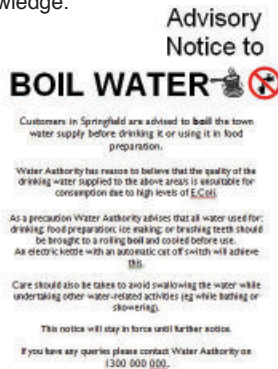 wledge.
Advisory
Notice to
BOIL WATER
Customers in Springfield are advised to boil the town
water supply before drinking it or using it in food
preparation.
Water Authority has reason to believe that the quality of the
drinking water supplied to the above area/s is unsuitable for
consumption due to high levels of E.Coli.
As a precaution Water Authority advises that all water used for:
drinking; food preparation; ice making; or brushing teeth should
be brought to a rolling boil and cooled before use.
An electric kettle with an automatic cut off switch will achieve
this.
Care should also be taken to avoid swallowing the water while
undertaking other water-related activities (eg while bathing or
showering).
This notice will stay in force until further notice.
If you have any queries please contact Water Authority on
1300 000 000.